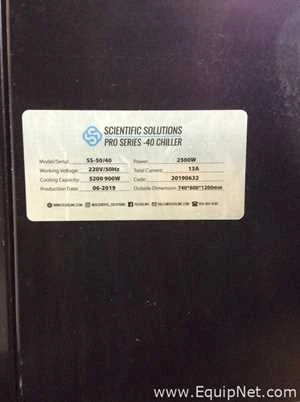 SCIENTIFIC SOLUTIONS
PRO SERIES -40 CHILLER
Model/Serial: SS-50/40 Power: 2500W
Working Voltage: 220V/50Hz Total Current: 13A
Cooling Capacity: 5200 900W Code: 20190632
Production Date: 06-2019 Outside Dimension: 740*600*1200mm
www.EquipNet.com